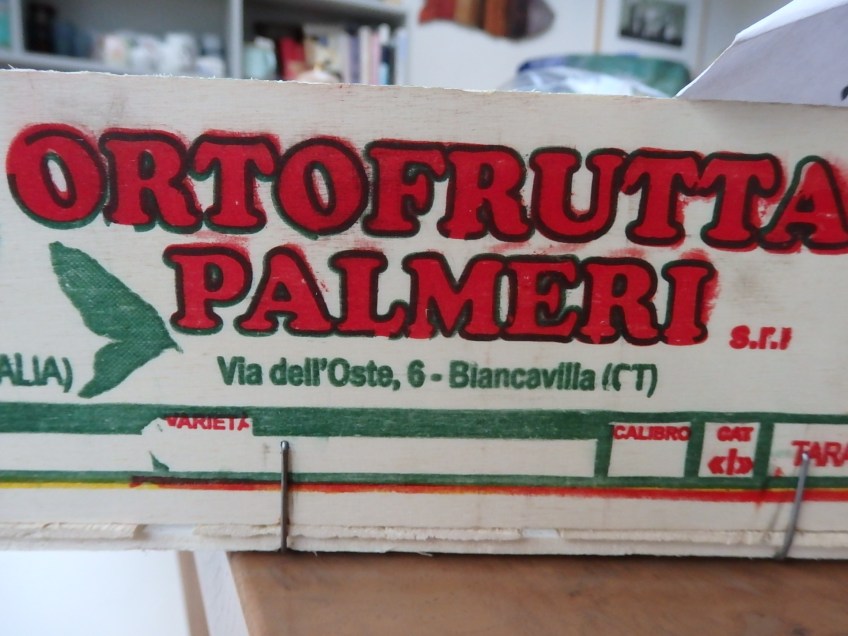 ORTOFRUTTA
PALMERI
s.r.l
ALIA)
Via dell'Oste, 6 - Biancavilla (CT)
VARIETÀ
CALIBRO
CAT
«I»
TARA